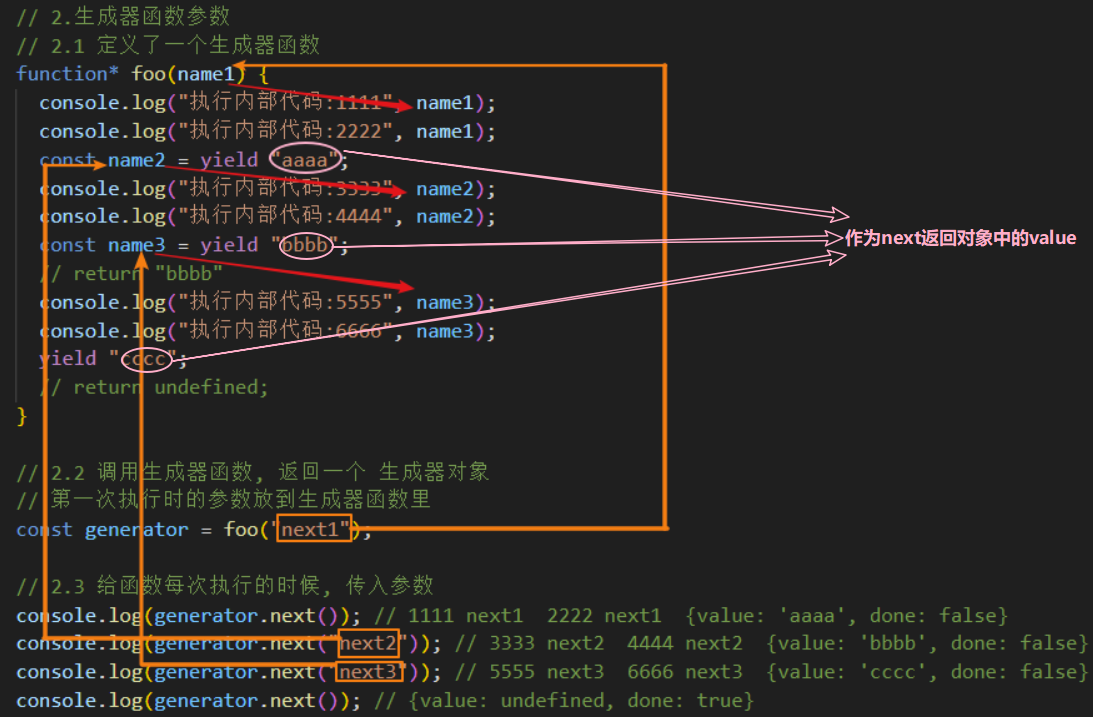 // 2.生成器函数参数
// 2.1 定义了一个生成器函数
function* foo(name1) {
console.log("执行内部代码:1111", name1);
console.log("执行内部代码:2222", name1);
const name2 = yield "aaaa";
console.log("执行内部代码:3333", name2);
console.log("执行内部代码:4444", name2);
const name3 = yield "bbbb";
作为next返回对象中的value
// return "bbbb"
console.log("执行内部代码:5555", name3);
console.log("执行内部代码:6666", name3);
yield "cccc";
// return undefined;
}
// 2.2 调用生成器函数, 返回一个 生成器对象
// 第一次执行时的参数放到生成器函数里
const generator = foo("next1");
// 2.3 给函数每次执行的时候, 传入参数
console.log(generator.next()); // 1111 next1  2222 next1  {value: 'aaaa', done: false}
console.log(generator.next("next2")); // 3333 next2  4444 next2  {value: 'bbbb', done: false}
console.log(generator.next("next3")); // 5555 next3  6666 next3  {value: 'cccc', done: false}
console.log(generator.next()); // {value: undefined, done: true}